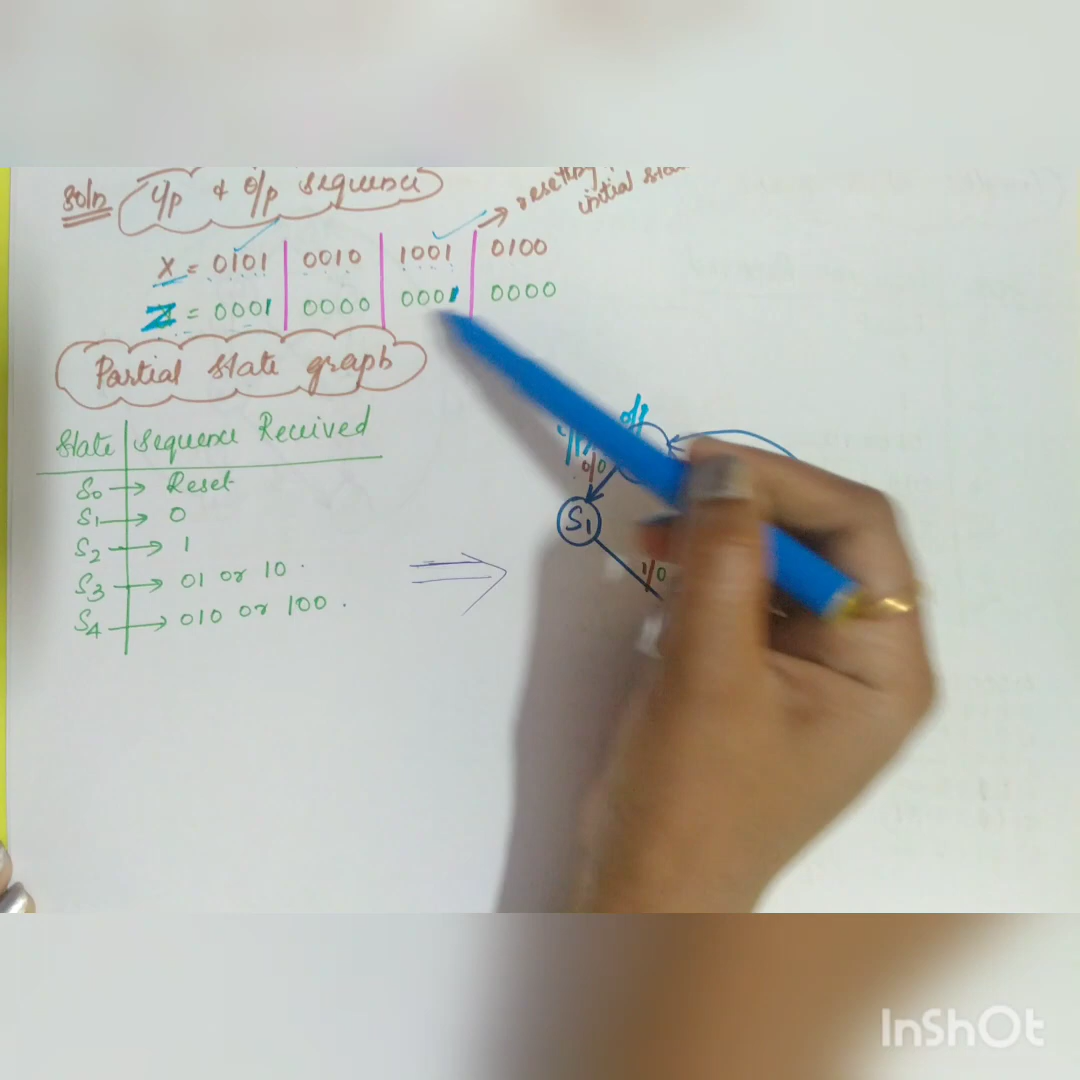 Soln I/p & O/p sequence
→ resetting
initial state
X = 0101 | 0010 | 1001 | 0100
Z = 0001 | 0000 | 0001 | 0000
Partial state graph
State Sequence Received
S0 → Reset
S1 → 0
S2 → 1
S3 → 01 or 10 .
S4 → 010 or 100 .
I/p
O/p
0/0
S1
1/0
InShOt